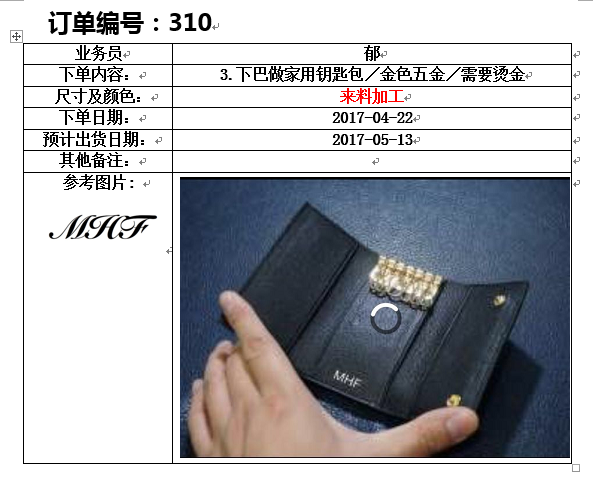 订单编号：310
业务员 郁
下单内容： 3.下巴做家用钥匙包／金色五金／需要烫金
尺寸及颜色： 来料加工
下单日期： 2017-04-22
预计出货日期： 2017-05-13
其他备注：
参考图片：
MHF
MHF